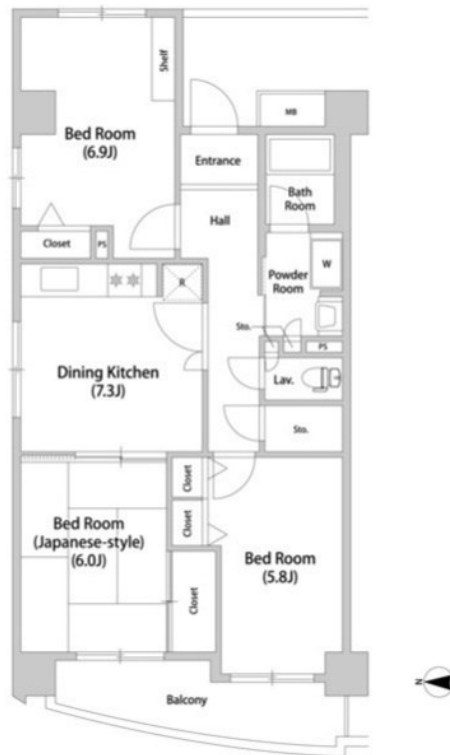 Shelf
MB
Bed Room
(6.9J)
Entrance
Bath
Room
Hall
Closet
PS
Powder
Room
W
R
Sto.
PS
Dining Kitchen
(7.3J)
Lav.
Sto.
Closet
Closet
Bed Room
(Japanese-style)
(6.0J)
Bed Room
(5.8J)
Closet
Balcony
N